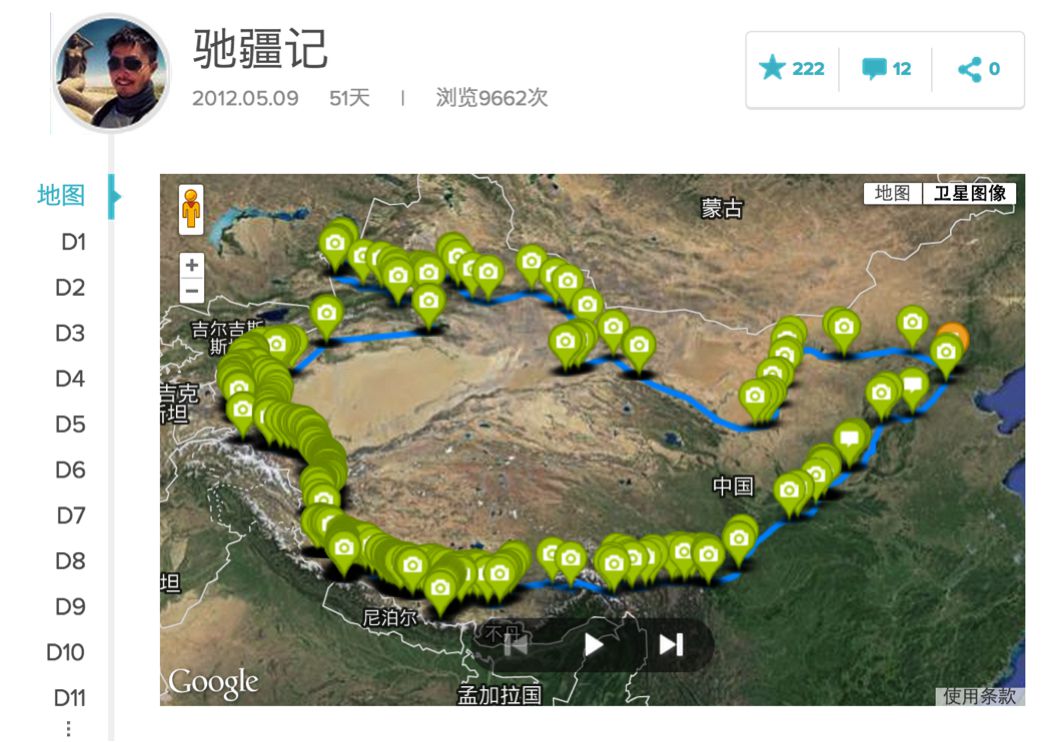 驰疆记
2012.05.09 51天 | 浏览9662次
222
12
0
地图
D1
D2
D3
D4
D5
D6
D7
D8
D9
D10
D11
地图 卫星图像
蒙古
吉尔吉斯
斯坦
吉克
斯坦
中国
坦
尼泊尔
不丹
孟加拉国
Google
使用条款